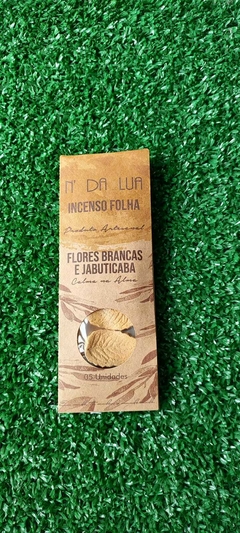 N' DA LUA
INCENSO FOLHA
Produto Artesanal
FLORES BRANCAS
E JABUTICABA
Calma na Alma
05 Unidades